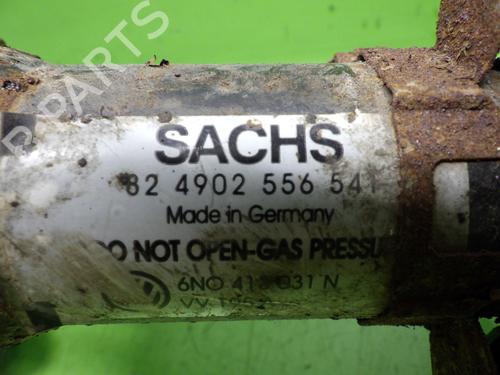 SACHS
82 4902 556 541
Made in Germany
DO NOT OPEN-GAS PRESSU
6N0 413 031 N